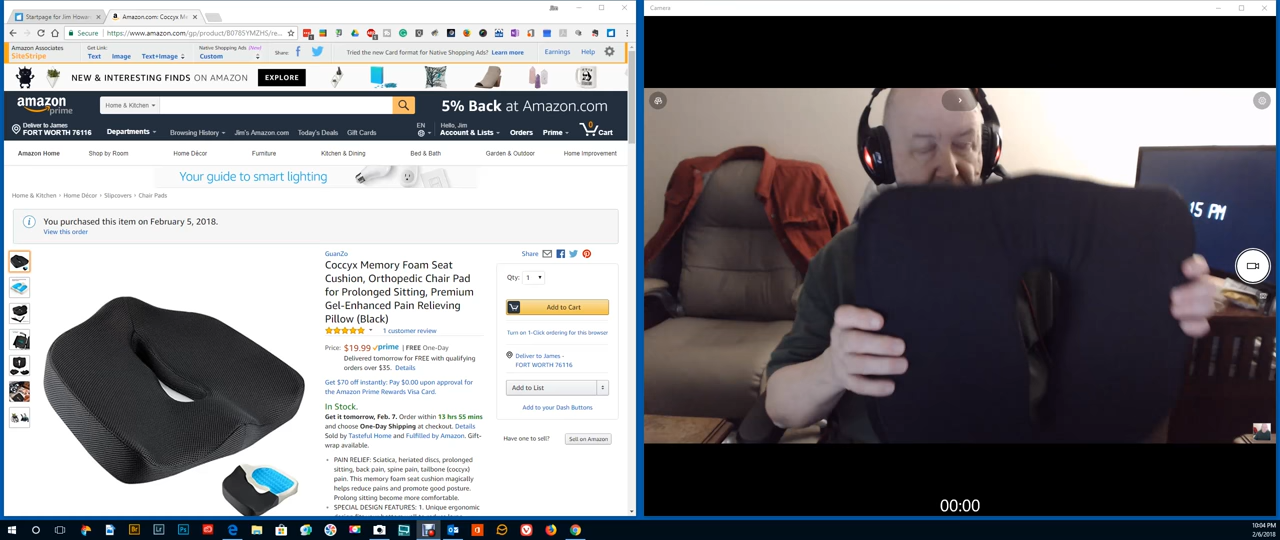 Startpage for Jim Howar
Amazon.com: Coccyx M
Secure
https://www.amazon.com/gp/product/B0785YMZHS/re...
Amazon Associates
SiteStripe
Get Link:
Text
Image
Text+Image
Native Shopping Ads (New)
Custom
Share:
Tried the new Card format for Native Shopping Ads? Learn more
Earnings
Help
NEW & INTERESTING FINDS ON AMAZON
EXPLORE
amazon
prime
Home & Kitchen
5% Back at Amazon.com
Deliver to James
FORT WORTH 76116
Departments
Browsing History
Jim's Amazon.com
Today's Deals
Gift Cards
EN
Hello, Jim
Account & Lists
Orders
Prime
0
Cart
Amazon Home
Shop by Room
Home Décor
Furniture
Kitchen & Dining
Bed & Bath
Garden & Outdoor
Home Improvement
Your guide to smart lighting
Home & Kitchen › Home Décor › Slipcovers › Chair Pads
You purchased this item on February 5, 2018.
View this order
GuanZo
Coccyx Memory Foam Seat
Cushion, Orthopedic Chair Pad
for Prolonged Sitting, Premium
Gel-Enhanced Pain Relieving
Pillow (Black)
1 customer review
Price: $19.99 prime | FREE One-Day
Delivered tomorrow for FREE with qualifying
orders over $35. Details
Get $70 off instantly: Pay $0.00 upon approval for
the Amazon Prime Rewards Visa Card.
In Stock.
Get it tomorrow, Feb. 7. Order within 13 hrs 55 mins
and choose One-Day Shipping at checkout. Details
Sold by Tasteful Home and Fulfilled by Amazon. Gift-
wrap available.
PAIN RELIEF: Sciatica, heriated discs, prolonged
sitting, back pain, spine pain, tailbone (coccyx)
pain. This memory foam seat cushion magically
helps reduce pains and promote good posture.
Prolong sitting become more comfortable.
SPECIAL DESIGN FEATURES: 1. Unique ergonomic
Share
Qty: 1
Add to Cart
Turn on 1-Click ordering for this browser
Deliver to James -
FORT WORTH 76116
Add to List
Add to your Dash Buttons
Have one to sell?
Sell on Amazon
Camera
15 PM
00:00
Br
Lr
Ps
10:04 PM
2/6/2018